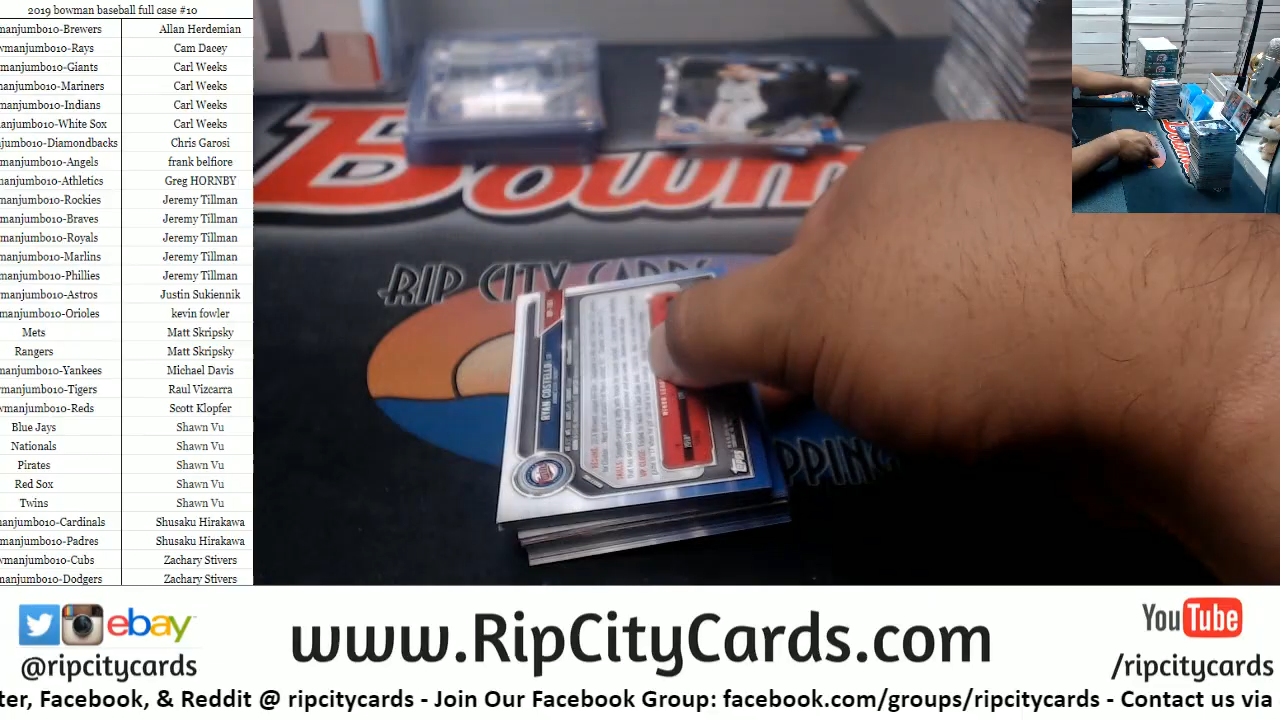 2019 bowman baseball full case #10
manjumbo10-Brewers Allan Herdemian
wmanjumbo10-Rays Cam Dacey
manjumbo10-Giants Carl Weeks
manjumbo10-Mariners Carl Weeks
manjumbo10-Indians Carl Weeks
manjumbo10-White Sox Carl Weeks
njumbo10-Diamondbacks Chris Garosi
manjumbo10-Angels frank belfiore
manjumbo10-Athletics Greg HORNBY
manjumbo10-Rockies Jeremy Tillman
manjumbo10-Braves Jeremy Tillman
manjumbo10-Royals Jeremy Tillman
manjumbo10-Marlins Jeremy Tillman
manjumbo10-Phillies Jeremy Tillman
manjumbo10-Astros Justin Sukiennik
manjumbo10-Orioles kevin fowler
Mets Matt Skripsky
Rangers Matt Skripsky
manjumbo10-Yankees Michael Davis
manjumbo10-Tigers Raul Vizcarra
wmanjumbo10-Reds Scott Klopfer
Blue Jays Shawn Vu
Nationals Shawn Vu
Pirates Shawn Vu
Red Sox Shawn Vu
Twins Shawn Vu
manjumbo10-Cardinals Shusaku Hirakawa
manjumbo10-Padres Shusaku Hirakawa
wmanjumbo10-Cubs Zachary Stivers
manjumbo10-Dodgers Zachary Stivers
Bowm
RIP CITY CARDS
PPING
RYAN COSTELLO
Topps
ebay
@ripcitycards
www.RipCityCards.com
YouTube
/ripcitycards
ter, Facebook, & Reddit @ ripcitycards - Join Our Facebook Group: facebook.com/groups/ripcitycards - Contact us via